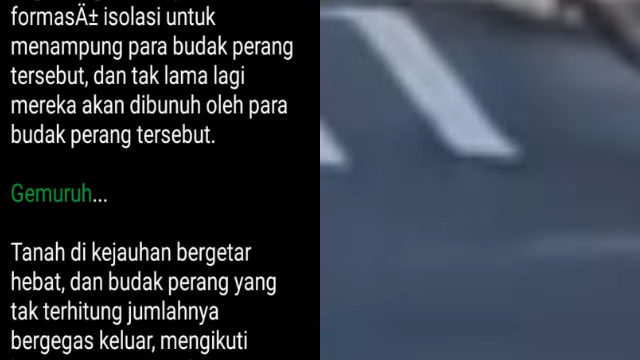 formasÄ± isolasi untuk
menampung para budak perang
tersebut, dan tak lama lagi
mereka akan dibunuh oleh para
budak perang tersebut.
Gemuruh...
Tanah di kejauhan bergetar
hebat, dan budak perang yang
tak terhitung jumlahnya
bergegas keluar, mengikuti